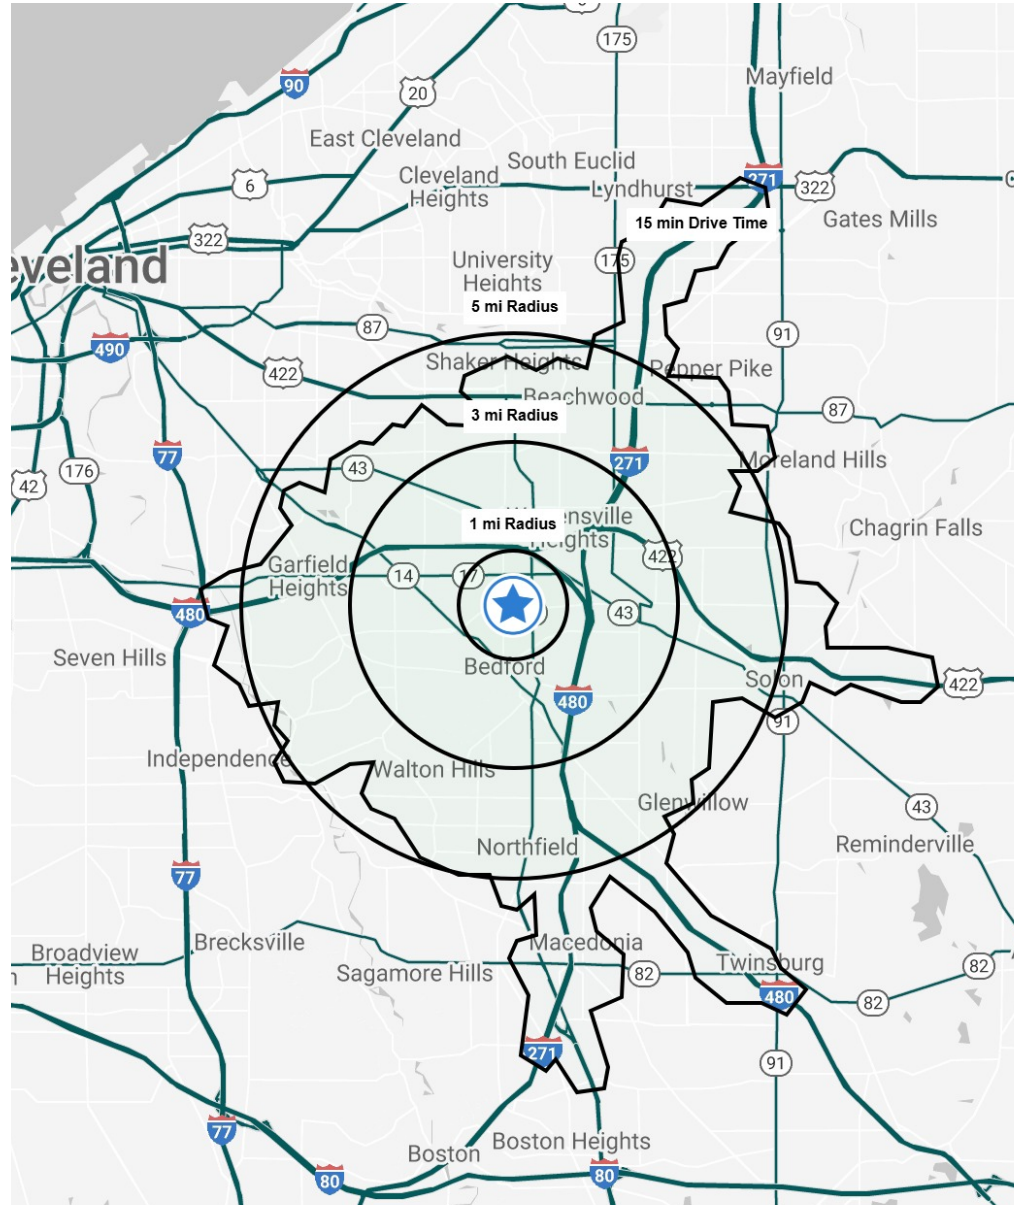 175
Mayfield
90
20
East Cleveland
South Euclid
Cleveland
Heights
Lyndhurst
271
322
6
Gates Mills
15 min Drive Time
322
eveland
University
Heights
175
5 mi Radius
87
91
490
Shaker Heights
Pepper Pike
422
Beachwood
87
3 mi Radius
77
43
271
Moreland Hills
176
42
1 mi Radius
Heights
Chagrin Falls
422
Garfield
Heights
14
17
480
43
Seven Hills
Bedford
Solon
422
480
91
Independence
Walton Hills
Glenwillow
43
Northfield
Reminderville
77
Brecksville
Macedonia
Broadview
Heights
Sagamore Hills
82
Twinsburg
82
480
82
271
91
77
Boston
Boston Heights
80
80